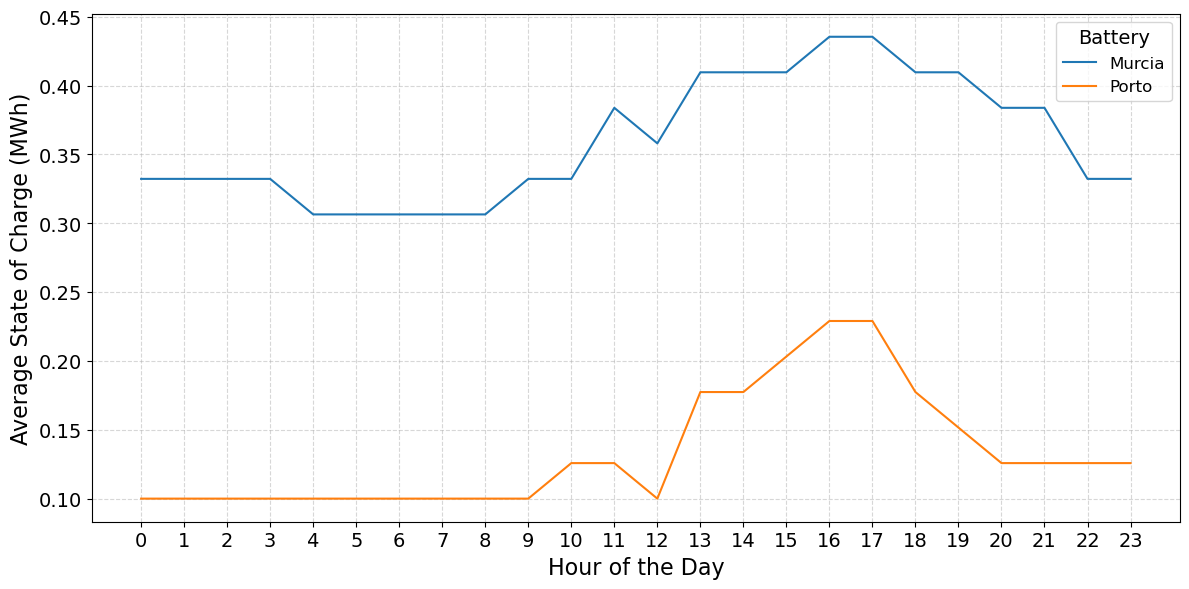 Battery
Murcia
Porto
Average State of Charge (MWh)
0.45
0.40
0.35
0.30
0.25
0.20
0.15
0.10
0 1 2 3 4 5 6 7 8 9 10 11 12 13 14 15 16 17 18 19 20 21 22 23
Hour of the Day